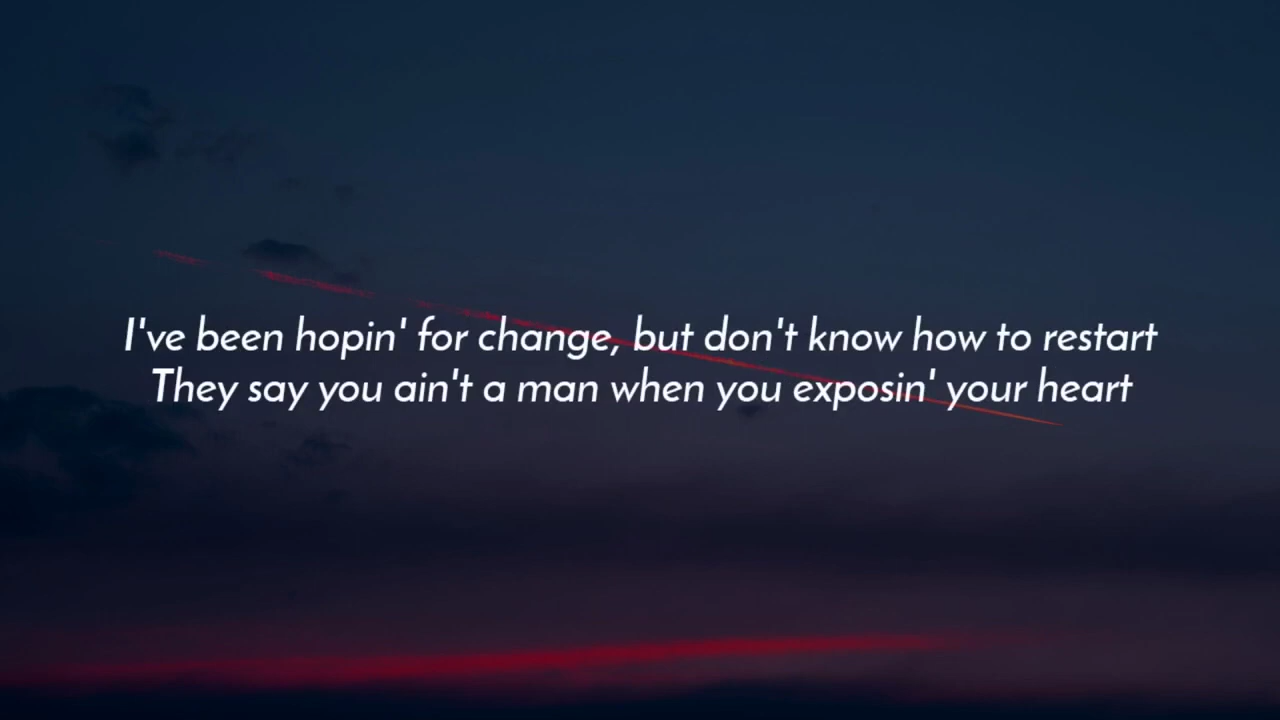 I've been hopin' for change, but don't know how to restart
They say you ain't a man when you exposin' your heart